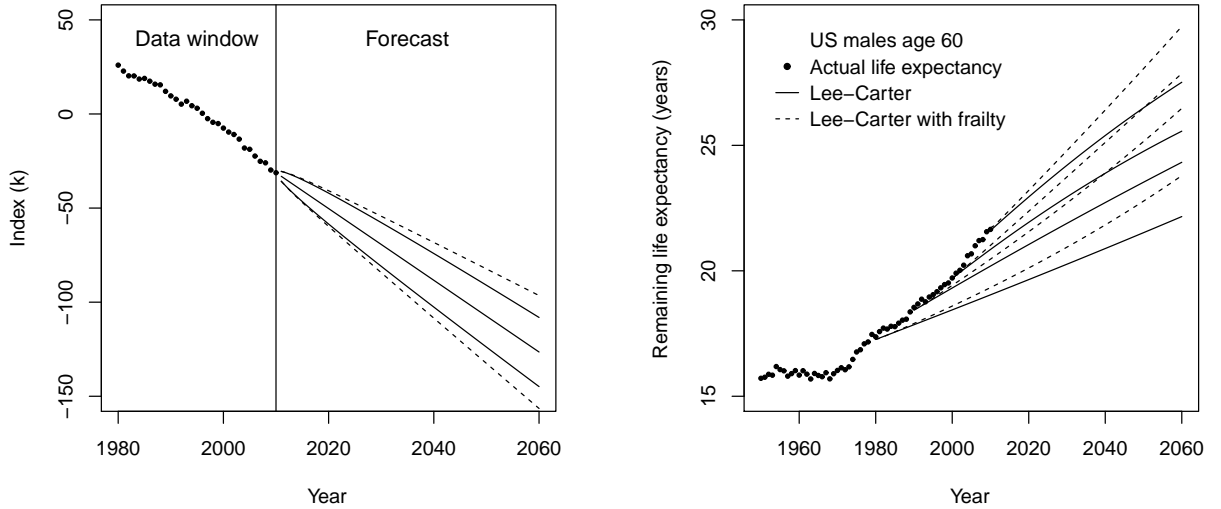 Data window
Forecast
Index (k)
50
0
−50
−100
−150
1980
2000
2020
2040
2060
Year
US males age 60
Actual life expectancy
Lee−Carter
Lee−Carter with frailty
Remaining life expectancy (years)
30
25
20
15
1960
1980
2000
2020
2040
2060
Year